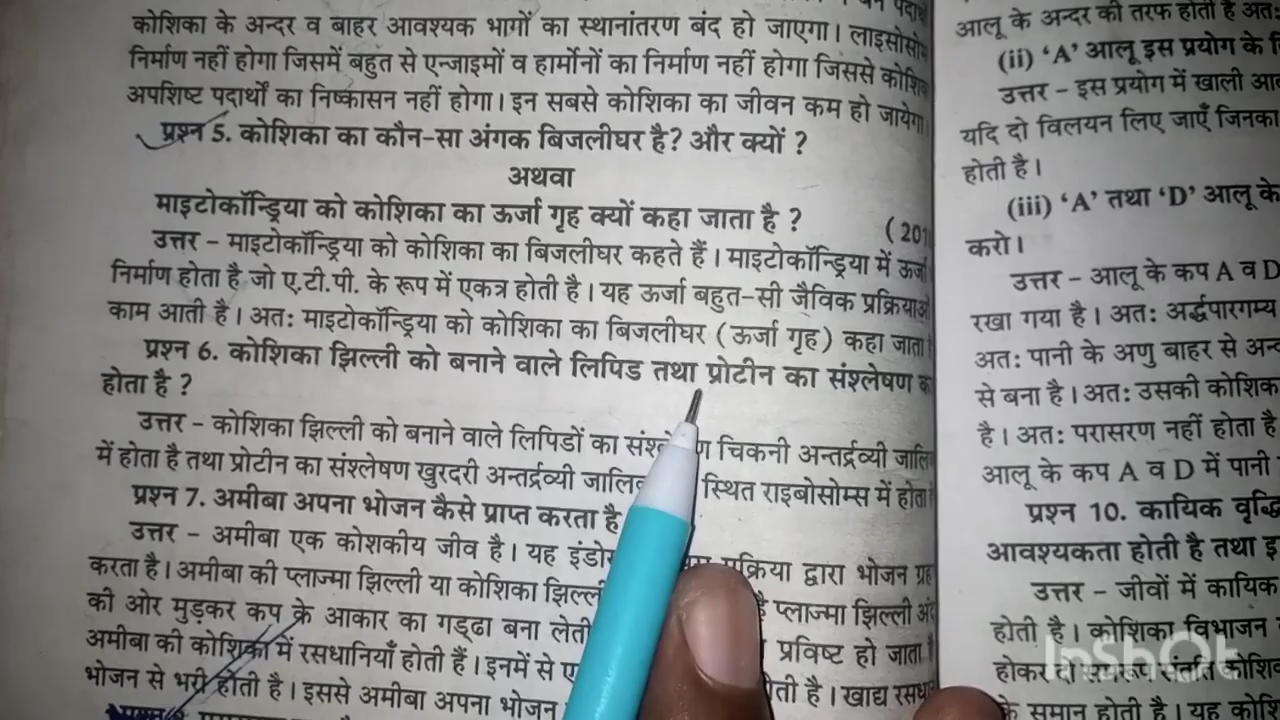 कोशिका के अन्दर व बाहर आवश्यक भागों का स्थानांतरण बंद हो जाएगा।
निर्माण नहीं होगा जिसमें बहुत से एन्जाइमों व हार्मोनों का निर्माण नहीं होगा जिससे
अपशिष्ट पदार्थों का निष्कासन नहीं होगा। इन सबसे कोशिका का जीवन कम हो जायेगा
प्रश्न 5. कोशिका का कौन-सा अंगक बिजलीघर है? और क्यों ?
अथवा
माइटोकॉन्ड्रिया को कोशिका का ऊर्जा गृह क्यों कहा जाता है ?
उत्तर – माइटोकॉन्ड्रिया को कोशिका का बिजलीघर कहते हैं। माइटोकॉन्ड्रिया में
निर्माण होता है जो ए.टी.पी. के रूप में एकत्र होती है। यह ऊर्जा बहुत-सी जैविक
काम आती है। अतः माइटोकॉन्ड्रिया को कोशिका का बिजलीघर (ऊर्जा गृह) कहा जाता
प्रश्न 6. कोशिका झिल्ली को बनाने वाले लिपिड तथा प्रोटीन का संश्लेषण
होता है ?
उत्तर – कोशिका झिल्ली को बनाने वाले लिपिडों का चिकनी अन्तर्द्रव्यी
में होता है तथा प्रोटीन का संश्लेषण खुरदरी अन्तर्द्रव्यी स्थित राइबोसोम्स में होता
प्रश्न 7. अमीबा अपना भोजन कैसे प्राप्त करता है
उत्तर – अमीबा एक कोशकीय जीव है। यह द्वारा भोजन
करता है। अमीबा की प्लाज्मा झिल्ली या कोशिका प्लाज्मा झिल्ली
की ओर मुड़कर कप के आकार का गड्ढा बना लेती प्रविष्ट हो जाता
अमीबा की कोशिका में रसधानियाँ होती हैं। इनमें से होती है। खाद्य
भोजन से भरी होती है। इससे अमीबा अपना भोजन
आलू के अन्दर की तरफ होती है
(ii) ‘A’ आलू इस प्रयोग के
उत्तर – इस प्रयोग में खाली
यदि दो विलयन लिए जाएँ जिनका
होती है।
(iii) ‘A’ तथा ‘D’ आलू के
करो।
उत्तर – आलू के कप A व D
रखा गया है। अतः अर्द्धपारगम्य
अतः पानी के अणु बाहर से
से बना है। अतः उसकी
है। अतः परासरण नहीं होता है
आलू के कप A व D में पानी
प्रश्न 10. कायिक वृद्धि
आवश्यकता होती है तथा
उत्तर – जीवों में कायिक
होती है। कोशिका विभाजन
होकर दो
के समान होती है। यह
InShOt